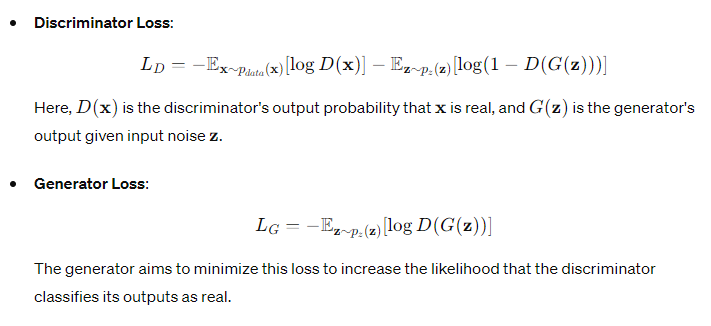 • Discriminator Loss:
L_D = −𝔼_{x∼p_{data}(x)}[log D(x)] − 𝔼_{z∼p_z(z)}[log(1 − D(G(z)))]
Here, D(x) is the discriminator's output probability that x is real, and G(z) is the generator's
output given input noise z.
• Generator Loss:
L_G = −𝔼_{z∼p_z(z)}[log D(G(z))]
The generator aims to minimize this loss to increase the likelihood that the discriminator
classifies its outputs as real.